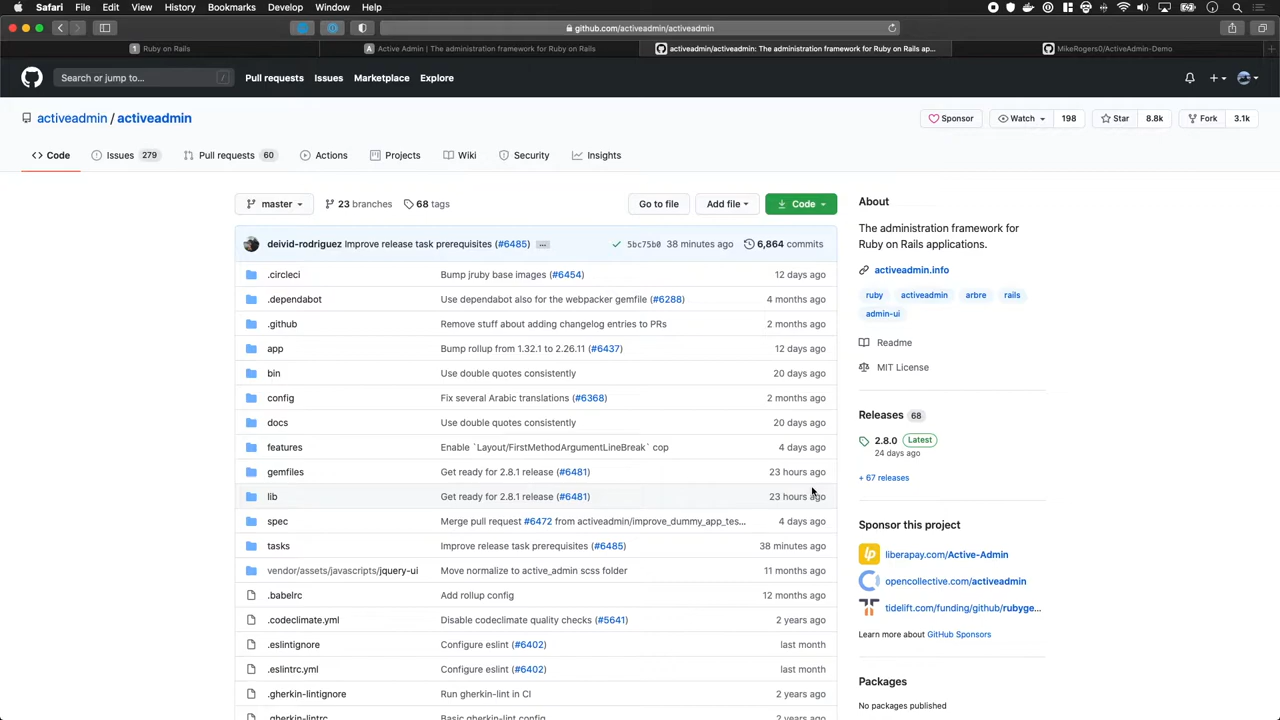 Safari File Edit View History Bookmarks Develop Window Help
github.com/activeadmin/activeadmin
1 Ruby on Rails
A Active Admin | The administration framework for Ruby on Rails
activeadmin/activeadmin: The administration framework for Ruby on Rails ap...
MikeRogers0/ActiveAdmin-Demo
Search or jump to... /
Pull requests Issues Marketplace Explore
activeadmin / activeadmin
Sponsor Watch 198 Star 8.8k Fork 3.1k
Code Issues 279 Pull requests 60 Actions Projects Wiki Security Insights
master 23 branches 68 tags Go to file Add file Code
deivid-rodriguez Improve release task prerequisites (#6485) ... 5bc75b0 38 minutes ago 6,864 commits
.circleci Bump jruby base images (#6454) 12 days ago
.dependabot Use dependabot also for the webpacker gemfile (#6288) 4 months ago
.github Remove stuff about adding changelog entries to PRs 2 months ago
app Bump rollup from 1.32.1 to 2.26.11 (#6437) 12 days ago
bin Use double quotes consistently 20 days ago
config Fix several Arabic translations (#6368) 2 months ago
docs Use double quotes consistently 20 days ago
features Enable `Layout/FirstMethodArgumentLineBreak` cop 4 days ago
gemfiles Get ready for 2.8.1 release (#6481) 23 hours ago
lib Get ready for 2.8.1 release (#6481) 23 hours ago
spec Merge pull request #6472 from activeadmin/improve_dummy_app_tes... 4 days ago
tasks Improve release task prerequisites (#6485) 38 minutes ago
vendor/assets/javascripts/jquery-ui Move normalize to active_admin scss folder 11 months ago
.babelrc Add rollup config 12 months ago
.codeclimate.yml Disable codeclimate quality checks (#5641) 2 years ago
.eslintignore Configure eslint (#6402) last month
.eslintrc.yml Configure eslint (#6402) last month
.gherkin-lintignore Run gherkin-lint in CI 2 years ago
.gherkin-lintrc Basic gherkin-lint config 2 years ago
About
The administration framework for
Ruby on Rails applications.
activeadmin.info
ruby activeadmin arbre rails
admin-ui
Readme
MIT License
Releases 68
2.8.0 Latest
24 days ago
+ 67 releases
Sponsor this project
lp liberapay.com/Active-Admin
opencollective.com/activeadmin
tidelift.com/funding/github/rubyge...
Learn more about GitHub Sponsors
Packages
No packages published